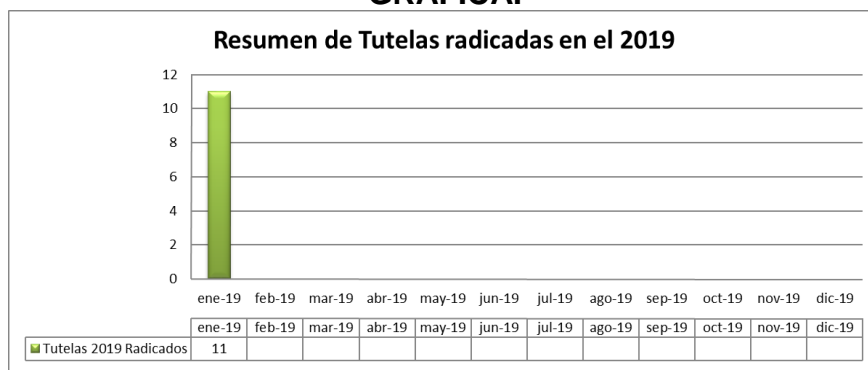 GRAFICA.
Resumen de Tutelas radicadas en el 2019
12
10
8
6
4
2
0
ene-19 feb-19 mar-19 abr-19 may-19 jun-19 jul-19 ago-19 sep-19 oct-19 nov-19 dic-19
ene-19 feb-19 mar-19 abr-19 may-19 jun-19 jul-19 ago-19 sep-19 oct-19 nov-19 dic-19
Tutelas 2019 Radicados 11